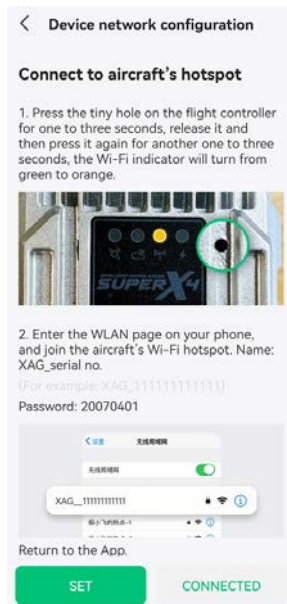 Device network configuration
Connect to aircraft's hotspot
1. Press the tiny hole on the flight controller
for one to three seconds, release it and
then press it again for another one to three
seconds, the Wi-Fi indicator will turn from
green to orange.
SUPERX4
2. Enter the WLAN page on your phone,
and join the aircraft's Wi-Fi hotspot. Name:
XAG_serial no.
(For example: XAG_111111111111)
Password: 20070401
无线局域网
无线局域网
XAG__111111111111
Return to the App.
SET
CONNECTED